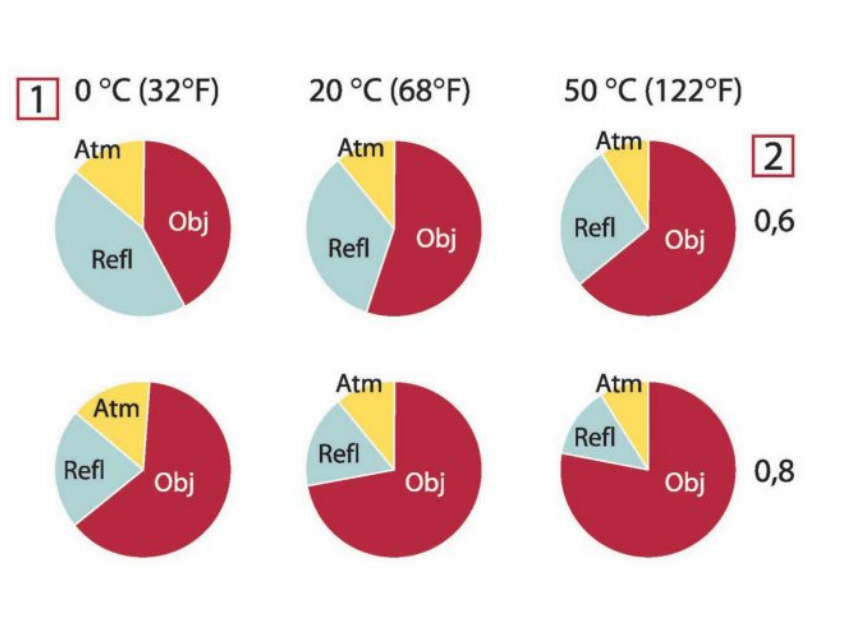 1 0 °C (32°F) 20 °C (68°F) 50 °C (122°F)
Atm Atm Atm 2
Obj Refl Obj Refl Refl Obj 0,6
Atm Atm Atm
Refl Obj Refl Obj Refl Obj 0,8